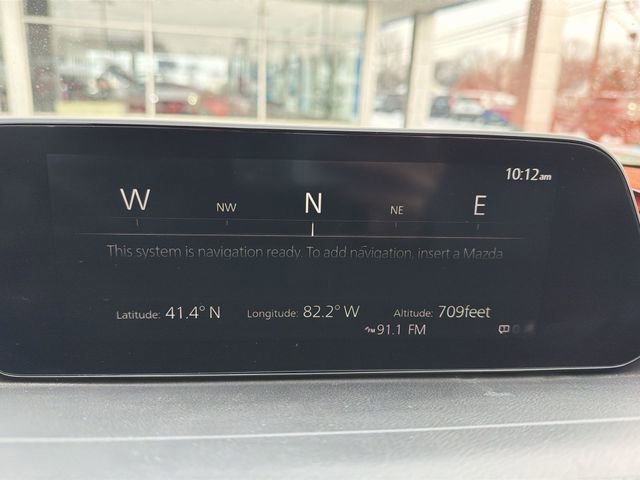 10:12am
W NW N NE E
This system is navigation ready. To add navigation, insert a Mazda
Latitude: 41.4° N Longitude: 82.2° W Altitude: 709feet
91.1 FM